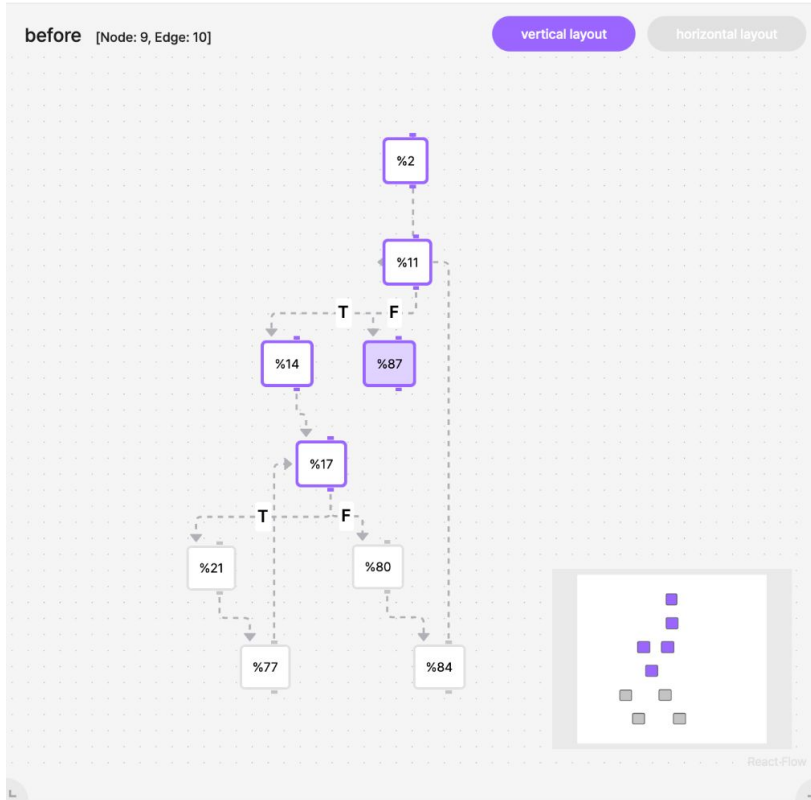 before [Node: 9, Edge: 10] vertical layout horizontal layout
%2
%11
T F
%14 %87
%17
T F
%21 %80
%77 %84
React Flow